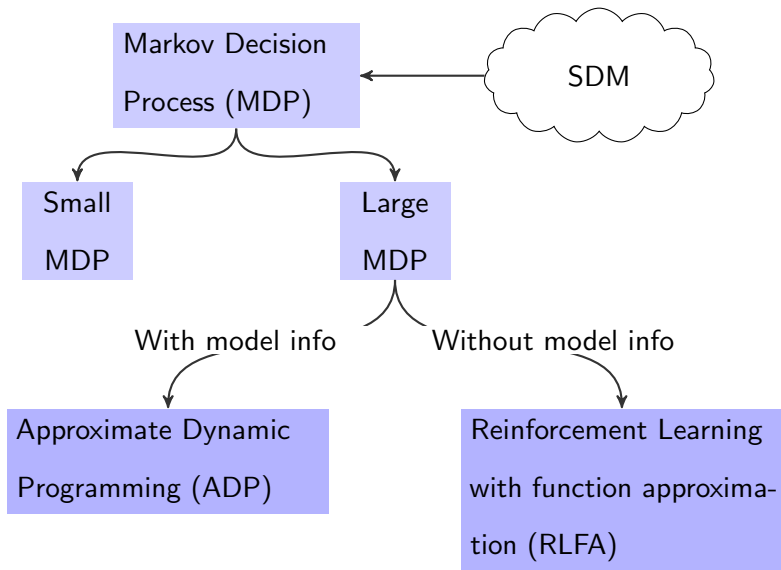 Markov Decision
Process (MDP)
SDM
Small
MDP
Large
MDP
With model info
Without model info
Approximate Dynamic
Programming (ADP)
Reinforcement Learning
with function approxima-
tion (RLFA)